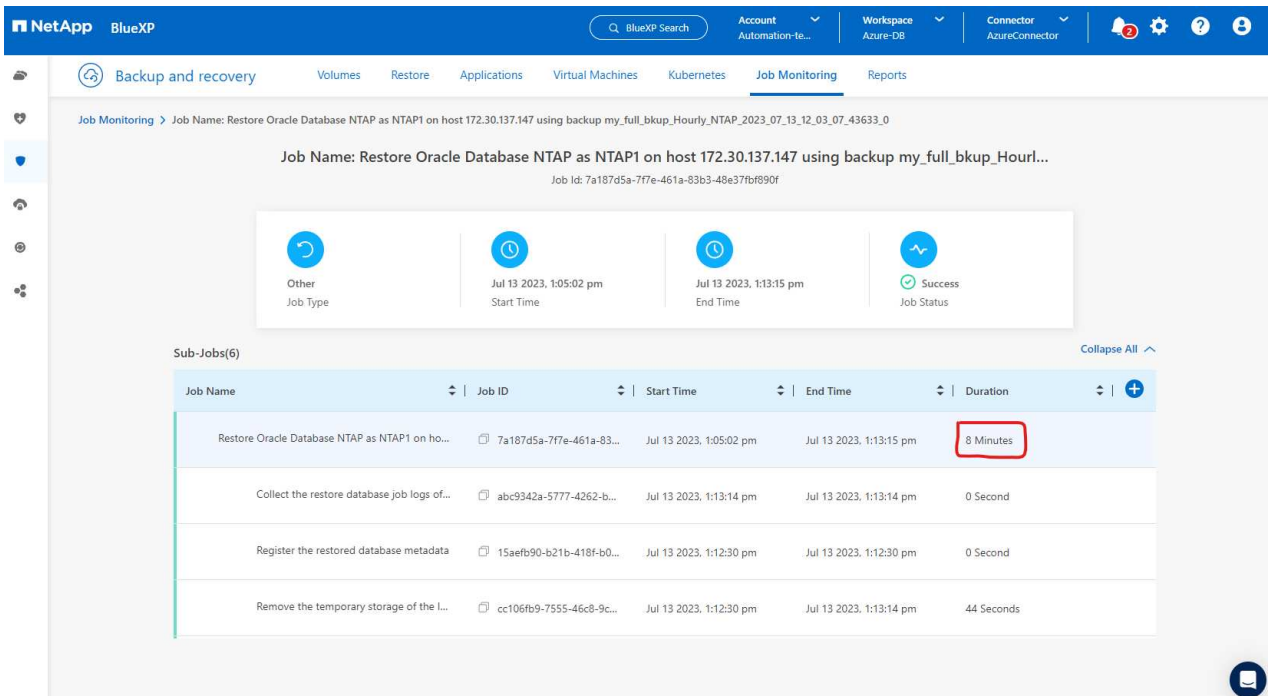 NetApp BlueXP BlueXP Search Account Workspace Connector 2
Automation-te... Azure-DB AzureConnector
Backup and recovery Volumes Restore Applications Virtual Machines Kubernetes Job Monitoring Reports
Job Monitoring > Job Name: Restore Oracle Database NTAP as NTAP1 on host 172.30.137.147 using backup my_full_bkup_Hourly_NTAP_2023_07_13_12_03_07_43633_0
Job Name: Restore Oracle Database NTAP as NTAP1 on host 172.30.137.147 using backup my_full_bkup_Hourl...
Job Id: 7a187d5a-7f7e-461a-83b3-48e37fbf890f
Other Jul 13 2023, 1:05:02 pm Jul 13 2023, 1:13:15 pm Success
Job Type Start Time End Time Job Status
Sub-Jobs(6) Collapse All
Job Name Job ID Start Time End Time Duration
Restore Oracle Database NTAP as NTAP1 on ho... 7a187d5a-7f7e-461a-83... Jul 13 2023, 1:05:02 pm Jul 13 2023, 1:13:15 pm 8 Minutes
Collect the restore database job logs of... abc9342a-5777-4262-b... Jul 13 2023, 1:13:14 pm Jul 13 2023, 1:13:14 pm 0 Second
Register the restored database metadata 15aefb90-b21b-418f-b0... Jul 13 2023, 1:12:30 pm Jul 13 2023, 1:12:30 pm 0 Second
Remove the temporary storage of the l... cc106fb9-7555-46c8-9c... Jul 13 2023, 1:12:30 pm Jul 13 2023, 1:13:14 pm 44 Seconds